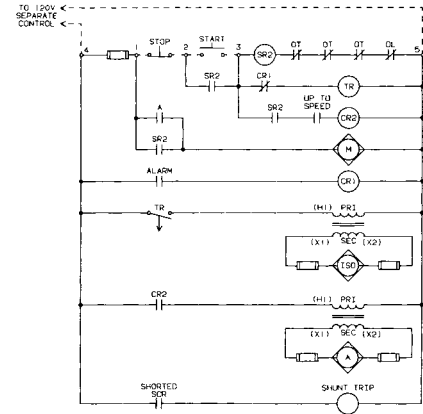 TO 120V
SEPARATE
CONTROL
4 1 STOP 2 START 3 SR2 OT OT OT OL 5
SR2 CR1 TR
SR2 UP TO SPEED CR2
A
SR2 M
ALARM CR1
TR (H1) PRI
(X1) SEC (X2)
ISO
CR2 (H1) PRI
(X1) SEC (X2)
A
SHORTED SCR SHUNT TRIP